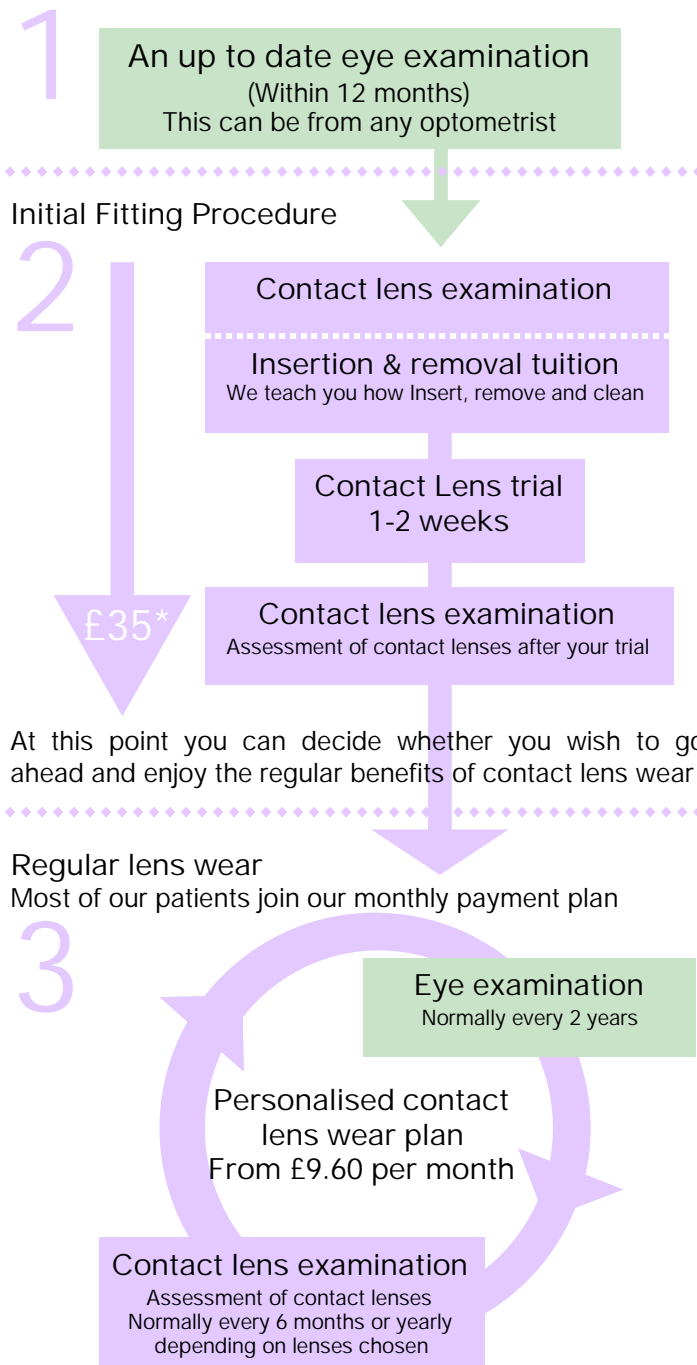 1
An up to date eye examination
(Within 12 months)
This can be from any optometrist
Initial Fitting Procedure
2
Contact lens examination
Insertion & removal tuition
We teach you how Insert, remove and clean
Contact Lens trial
1-2 weeks
£35*
Contact lens examination
Assessment of contact lenses after your trial
At this point you can decide whether you wish to go
ahead and enjoy the regular benefits of contact lens wear
Regular lens wear
Most of our patients join our monthly payment plan
3
Eye examination
Normally every 2 years
Personalised contact
lens wear plan
From £9.60 per month
Contact lens examination
Assessment of contact lenses
Normally every 6 months or yearly
depending on lenses chosen